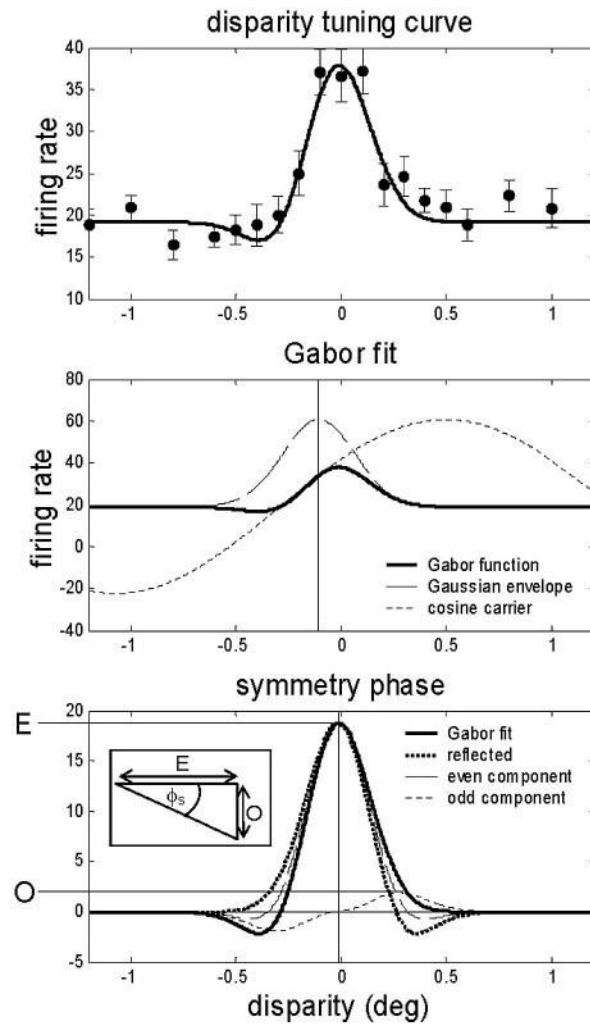 disparity tuning curve
firing rate
40
35
30
25
20
15
10
-1
-0.5
0
0.5
1
Gabor fit
firing rate
80
60
40
20
0
-20
-40
Gabor function
Gaussian envelope
cosine carrier
-1
-0.5
0
0.5
1
symmetry phase
E
O
20
15
10
5
0
-5
E
ϕs
O
Gabor fit
reflected
even component
odd component
-1
-0.5
0
0.5
1
disparity (deg)